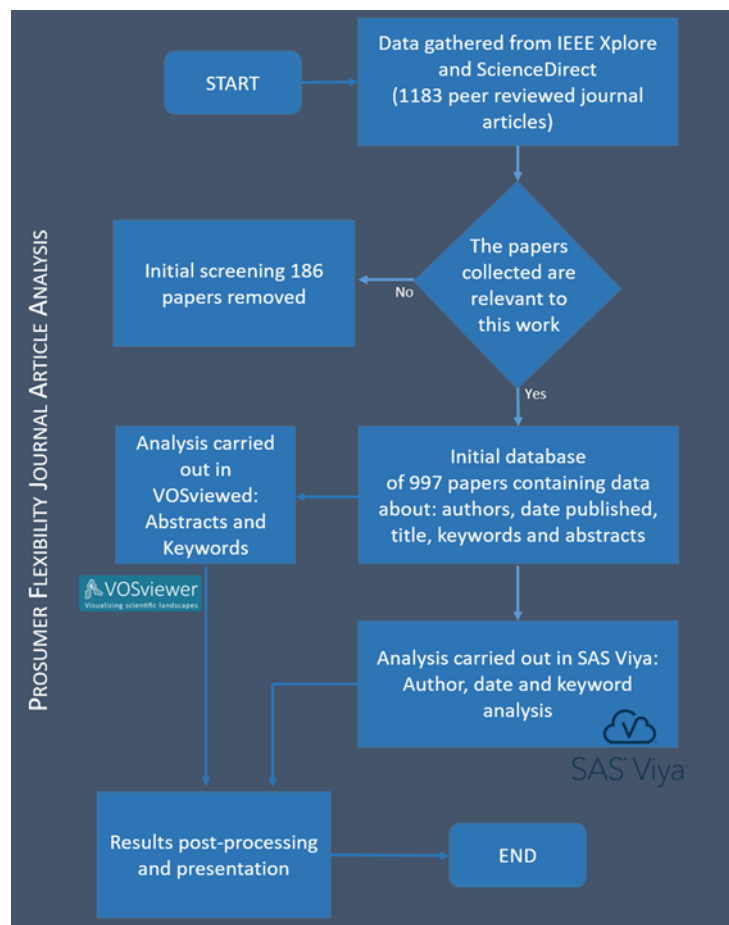 PROSUMER FLEXIBILITY JOURNAL ARTICLE ANALYSIS
START
Data gathered from IEEE Xplore
and ScienceDirect
(1183 peer reviewed journal
articles)
The papers
collected are
relevant to
this work
No
Initial screening 186
papers removed
Yes
Initial database
of 997 papers containing data
about: authors, date published,
title, keywords and abstracts
Analysis carried
out in
VOSviewed:
Abstracts and
Keywords
VOSviewer
Visualizing scientific landscapes
Analysis carried out in SAS Viya:
Author, date and keyword
analysis
SAS Viya
Results post-processing
and presentation
END